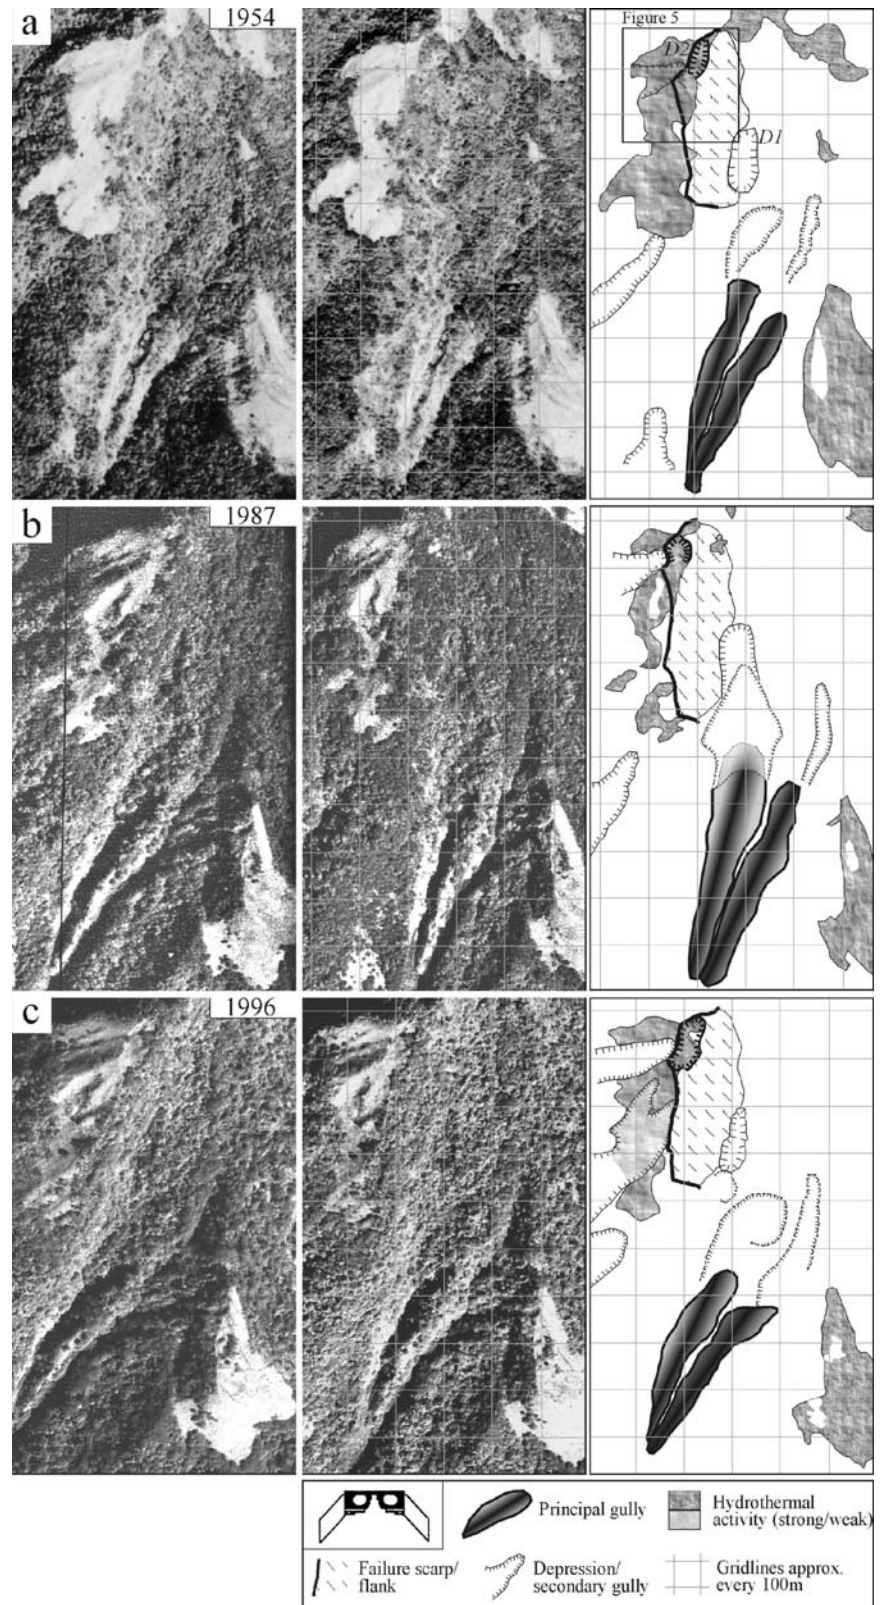 a
1954
Figure 5
D2
D1
b
1987
c
1996
Principal gully
Hydrothermal
activity (strong/weak)
Failure scarp/
flank
Depression/
secondary gully
Gridlines approx.
every 100m